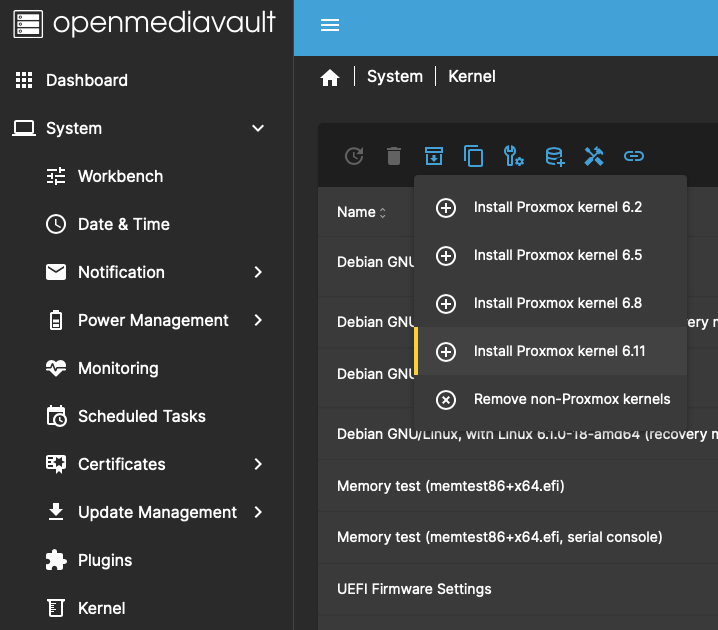 openmediavault
Dashboard
System
Workbench
Date & Time
Notification
Power Management
Monitoring
Scheduled Tasks
Certificates
Update Management
Plugins
Kernel
System
Kernel
Name
Install Proxmox kernel 6.2
Install Proxmox kernel 6.5
Install Proxmox kernel 6.8
Install Proxmox kernel 6.11
Remove non-Proxmox kernels
Debian GNU
Debian GNU
Debian GNU
Debian GNU/Linux, with Linux 6.1.0-18-amd64 (recovery
Memory test (memtest86+x64.efi)
Memory test (memtest86+x64.efi, serial console)
UEFI Firmware Settings